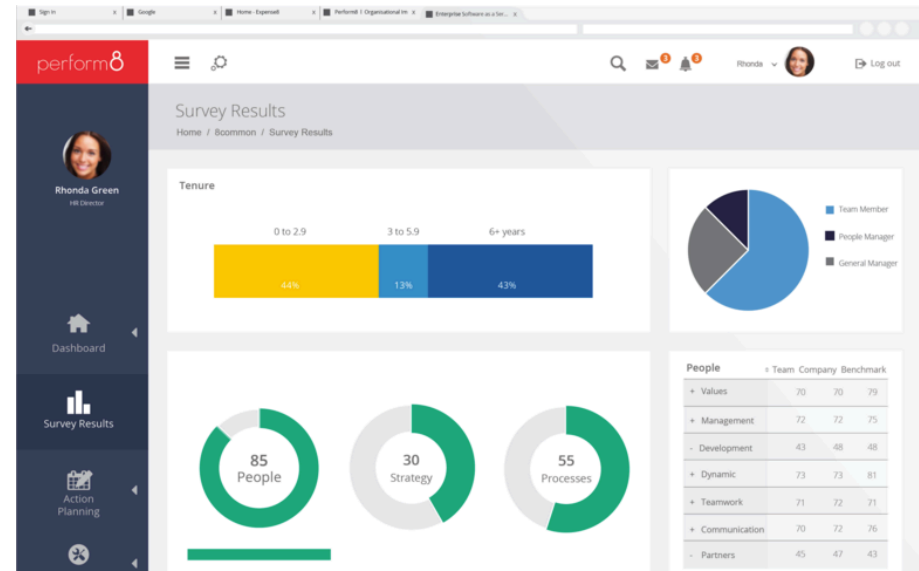 Sign in
Google
Home - Expense8
Perform8 | Organisational Im
Enterprise Software as a Ser...
perform8
3
3
Rhonda
Log out
Survey Results
Home / 8common / Survey Results
Rhonda Green
HR Director
Dashboard
Survey Results
Action
Planning
Tenure
0 to 2.9 3 to 5.9 6+ years
44% 13% 43%
Team Member
People Manager
General Manager
85
People
30
Strategy
55
Processes
People Team Company Benchmark
+ Values 70 70 79
+ Management 72 72 75
- Development 43 48 48
+ Dynamic 73 73 81
+ Teamwork 71 72 71
+ Communication 70 72 76
- Partners 45 47 43